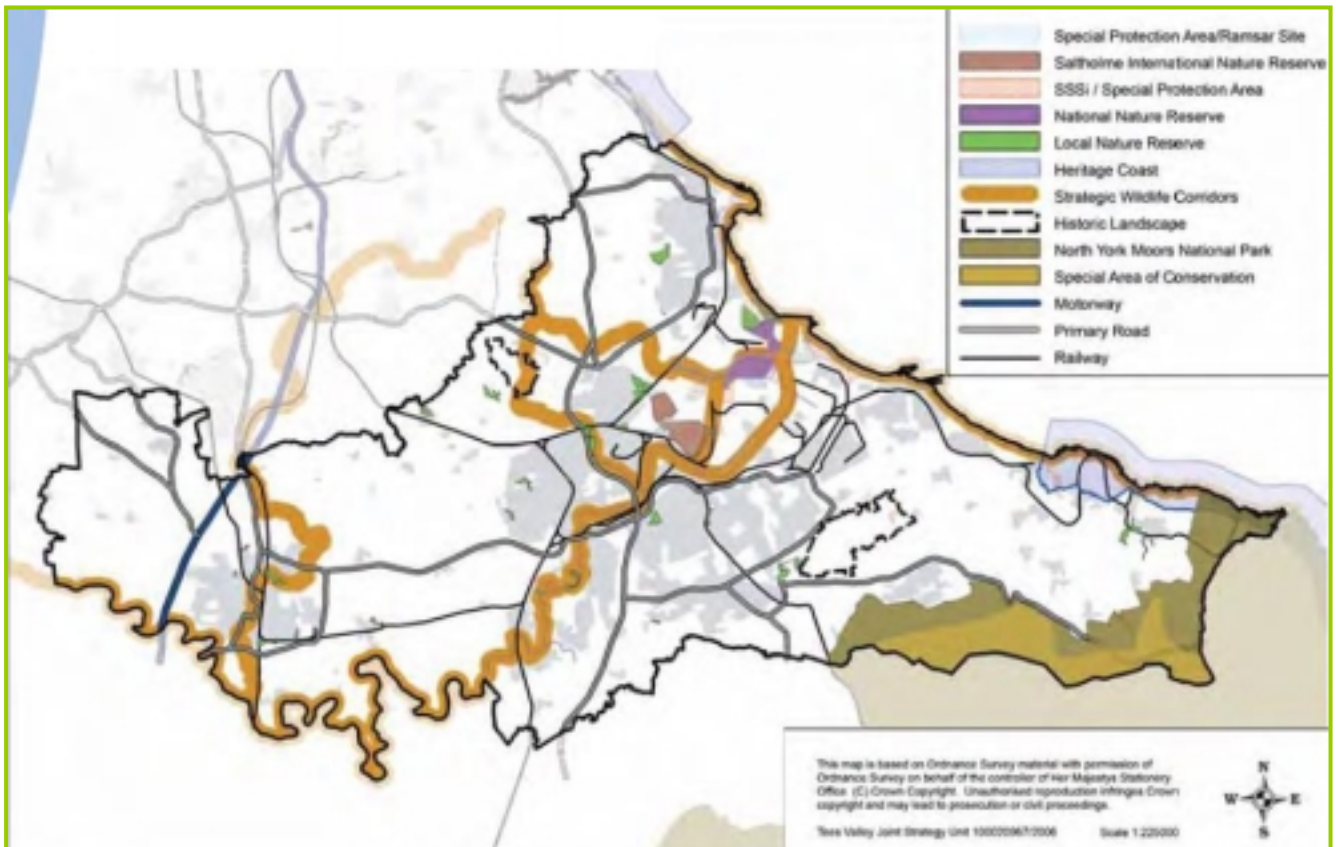 Special Protection Area/Ramsar Site
Saltholme International Nature Reserve
SSSi / Special Protection Area
National Nature Reserve
Local Nature Reserve
Heritage Coast
Strategic Wildlife Corridors
Historic Landscape
North York Moors National Park
Special Area of Conservation
Motorway
Primary Road
Railway
This map is based on Ordnance Survey material with permission of
Ordnance Survey on behalf of the controller of Her Majestys Stationery
Office. (C) Crown Copyright. Unauthorised reproduction infringes Crown
copyright and may lead to prosecution or civil proceedings.
Tees Valley Joint Strategy Unit 100020967/2006 Scale 1:225000
N
W E
S